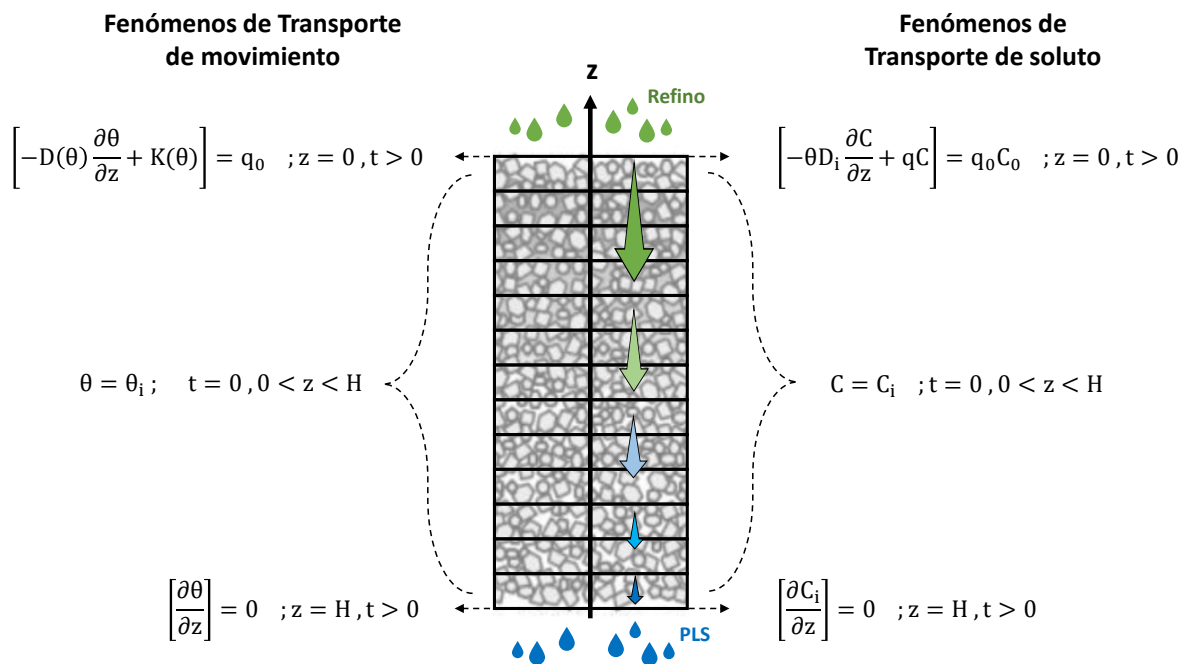 Fenómenos de Transporte
de movimiento
Fenómenos de
Transporte de soluto
z
Refino
[−D(θ) ∂θ/∂z + K(θ)] = q₀ ; z = 0, t > 0
[−θDᵢ ∂C/∂z + qC] = q₀C₀ ; z = 0, t > 0
θ = θᵢ ; t = 0, 0 < z < H
C = Cᵢ ; t = 0, 0 < z < H
[∂θ/∂z] = 0 ; z = H, t > 0
[∂Cᵢ/∂z] = 0 ; z = H, t > 0
PLS